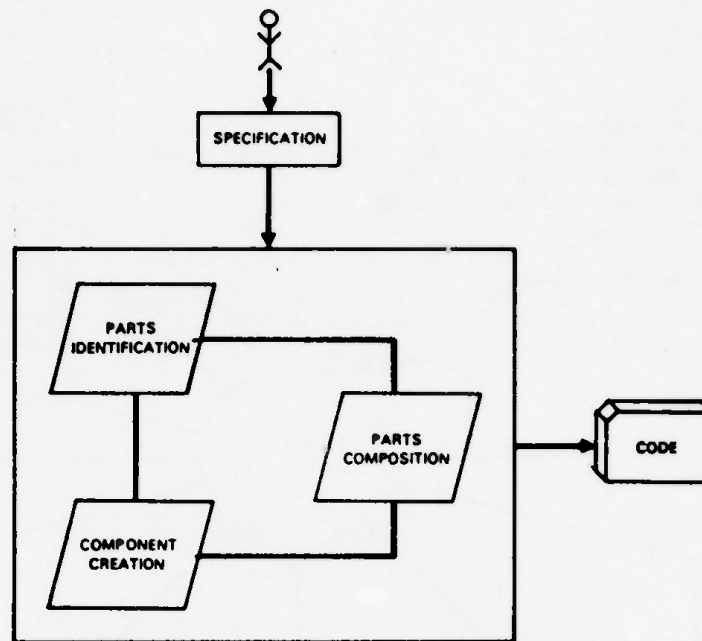 SPECIFICATION
PARTS
IDENTIFICATION
PARTS
COMPOSITION
CODE
COMPONENT
CREATION